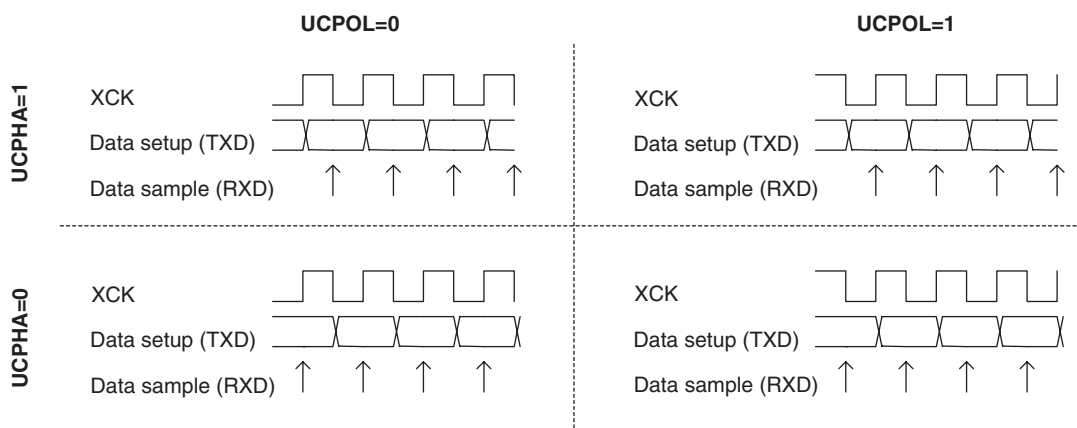 UCPOL=0
UCPOL=1
UCPHA=1
XCK
Data setup (TXD)
Data sample (RXD)
XCK
Data setup (TXD)
Data sample (RXD)
UCPHA=0
XCK
Data setup (TXD)
Data sample (RXD)
XCK
Data setup (TXD)
Data sample (RXD)